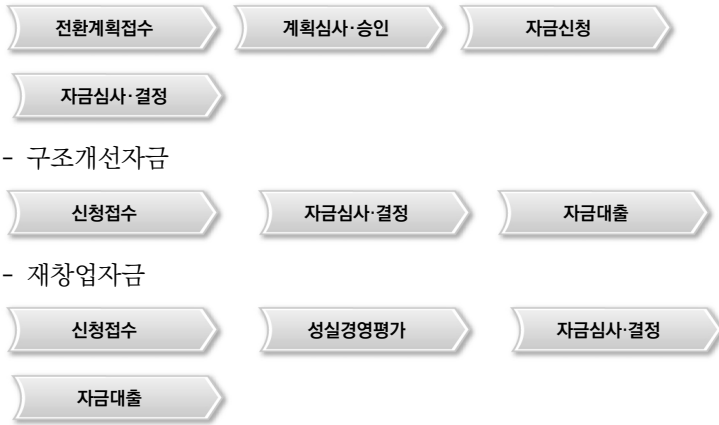 전환계획접수 계획심사·승인 자금신청
자금심사·결정
- 구조개선자금
신청접수 자금심사·결정 자금대출
- 재창업자금
신청접수 성실경영평가 자금심사·결정
자금대출